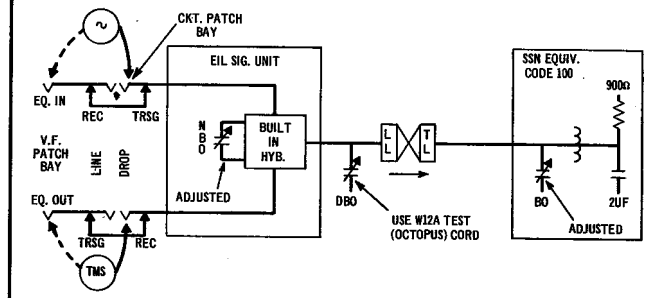 CKT. PATCH
BAY
EQ. IN
REC
TRSG
V.F.
PATCH
BAY
LINE
DROP
EQ. OUT
TRSG
REC
TMS
EIL SIG. UNIT
N
B
O
ADJUSTED
BUILT
IN
HYB.
DBO
L
L
T
L
USE W12A TEST
(OCTOPUS) CORD
SSN EQUIV.
CODE 100
900Ω
BO
2UF
ADJUSTED